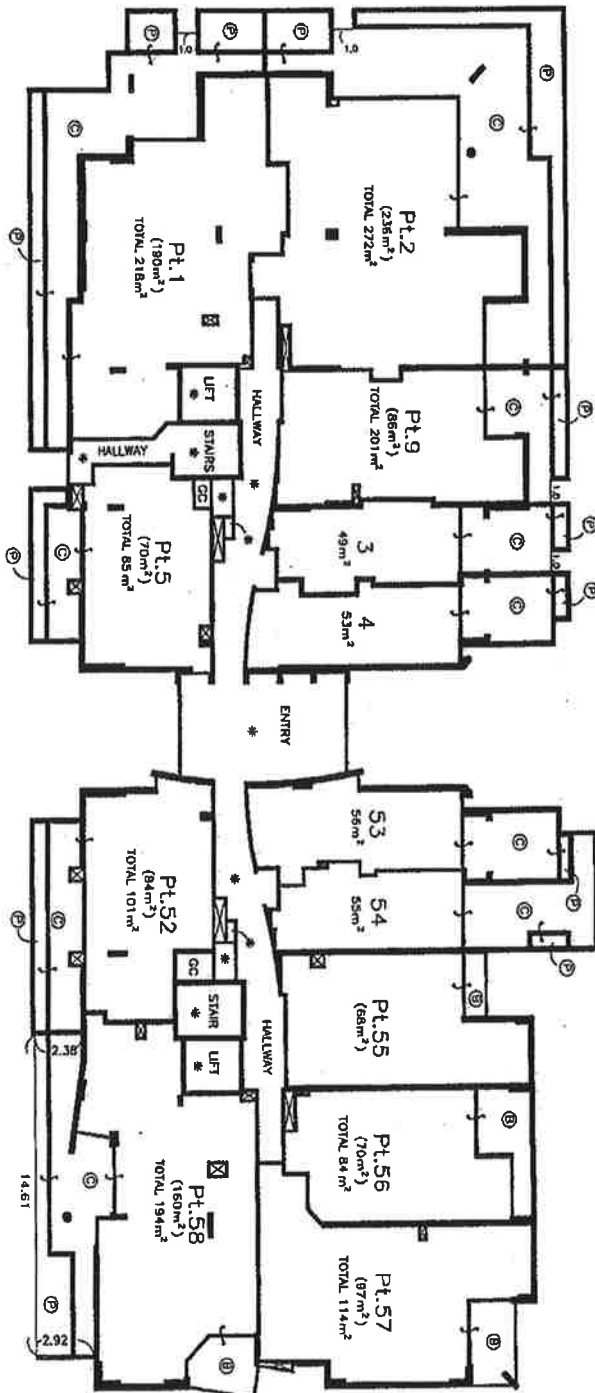 Ⓟ
Ⓟ
Ⓟ
1.0
1.0
Ⓟ
Ⓒ
Ⓒ
*
Pt.2
(236m²)
TOTAL 272m²
Pt.1
(190m²)
TOTAL 218m²
Ⓟ
LIFT
*
HALLWAY
*
Pt.9
(86m²)
TOTAL 201m²
Ⓒ
Ⓟ
HALLWAY
*
STAIRS
*
GC
*
*
1.0
Ⓟ
Ⓒ
Pt.5
(70m²)
TOTAL 85m²
3
49m²
Ⓒ
Ⓟ
1.0
4
53m²
Ⓒ
Ⓟ
ENTRY
*
53
56m²
Ⓒ
Ⓟ
54
55m²
Ⓒ
Ⓟ
Pt.52
(84m²)
TOTAL 101m²
Ⓒ
Ⓟ
*
*
*
GC
STAIR
*
HALLWAY
LIFT
*
Pt.55
(68m²)
Ⓑ
2.38
14.61
Pt.56
(70m²)
TOTAL 84m²
Ⓑ
Pt.58
(160m²)
TOTAL 194m²
Ⓒ
Ⓟ
2.92
Ⓑ
Pt.57
(97m²)
TOTAL 114m²
Ⓑ